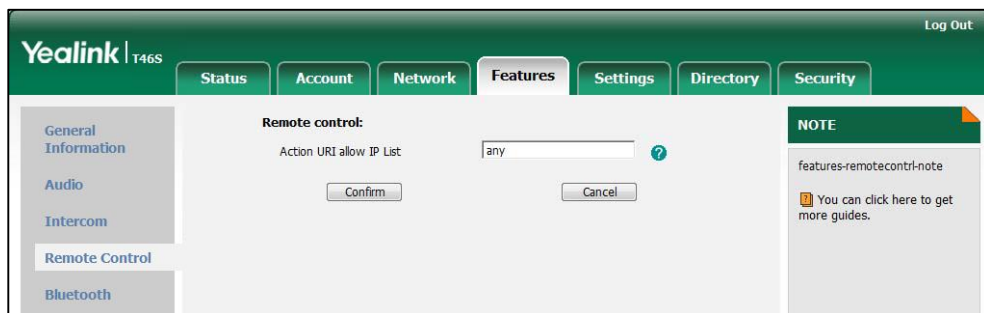 Log Out
Yealink T46S
Status Account Network Features Settings Directory Security
General Information
Audio
Intercom
Remote Control
Bluetooth
Remote control:
Action URI allow IP List any ?
Confirm Cancel
NOTE
features-remotecontrl-note
? You can click here to get
more guides.